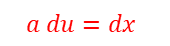 a du = dx